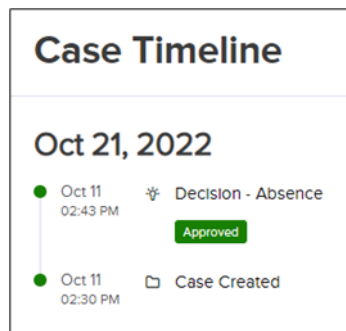 Case Timeline
Oct 21, 2022
Oct 11
02:43 PM
Decision - Absence
Approved
Oct 11
02:30 PM
Case Created